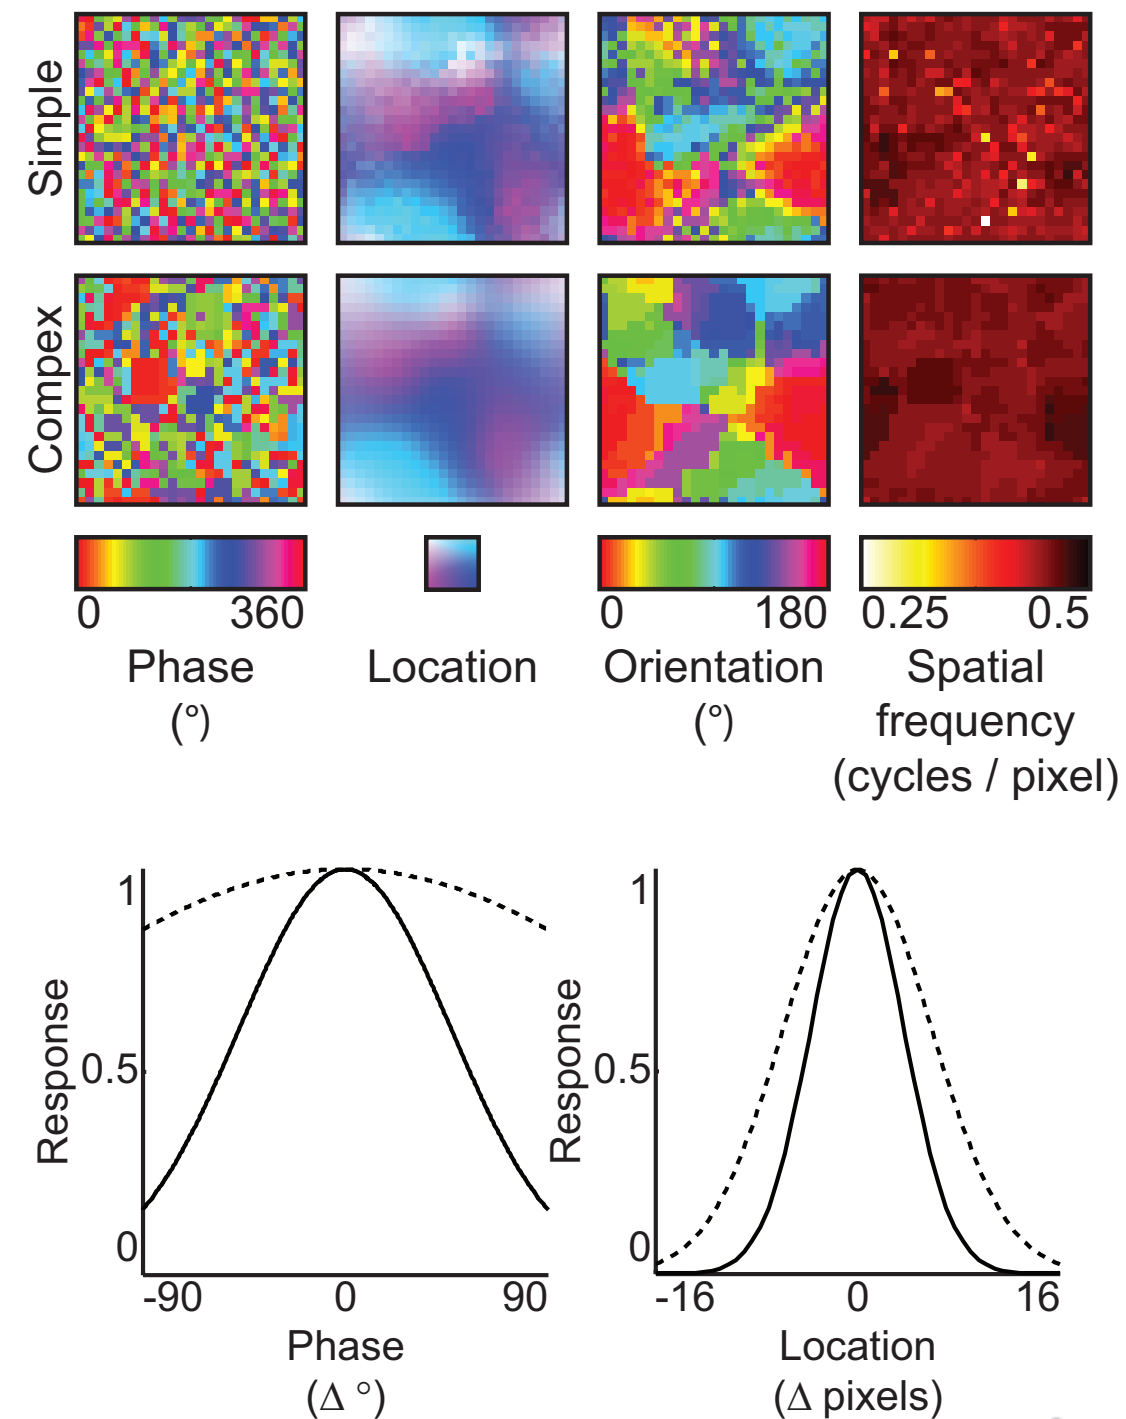 Simple
Compex
0 360
0 180
0.25 0.5
Phase
(°)
Location
Orientation
(°)
Spatial
frequency
(cycles / pixel)
Response
1
0.5
0
-90 0 90
Phase
(Δ °)
Response
1
0.5
0
-16 0 16
Location
(Δ pixels)